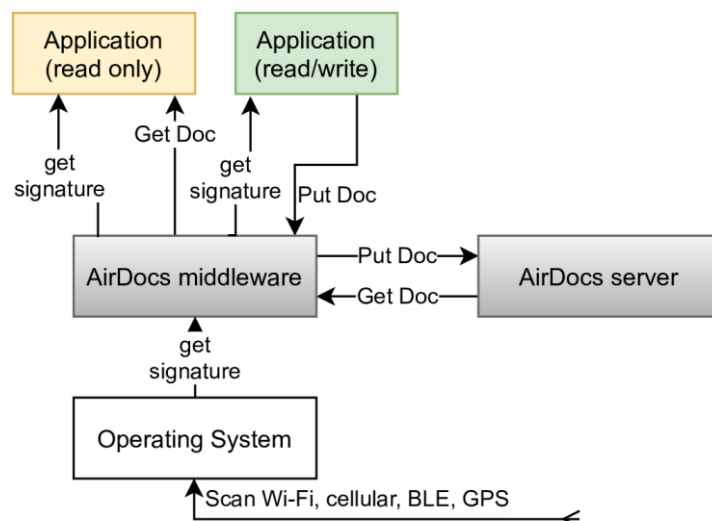 Application
(read only)
Application
(read/write)
Get Doc
get
signature
get
signature
Put Doc
AirDocs middleware
Put Doc
Get Doc
AirDocs server
get
signature
Operating System
Scan Wi-Fi, cellular, BLE, GPS